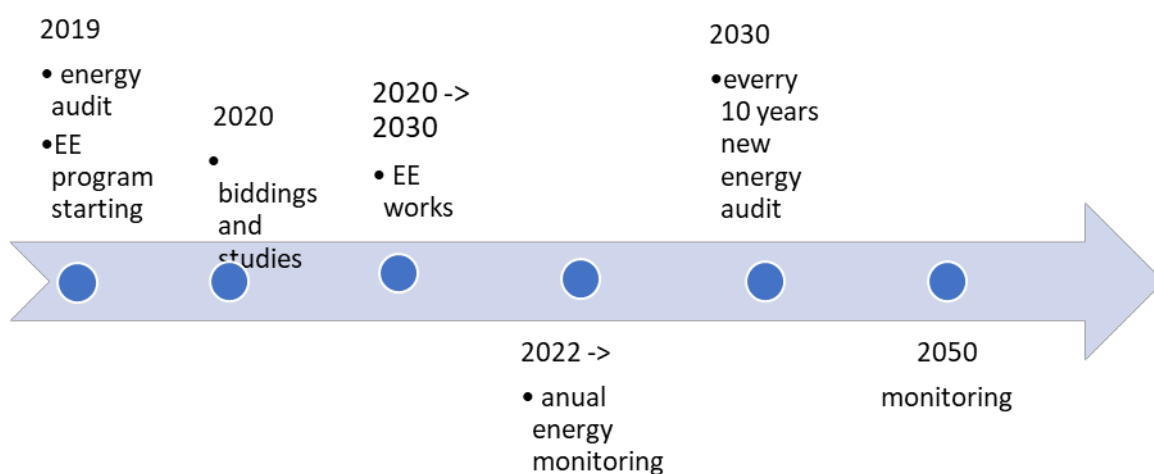 2019
• energy
audit
•EE
program
starting
2020
•
biddings
and
studies
2020 ->
2030
• EE
works
2022 ->
• anual
energy
monitoring
2030
•everry
10 years
new
energy
audit
2050
monitoring